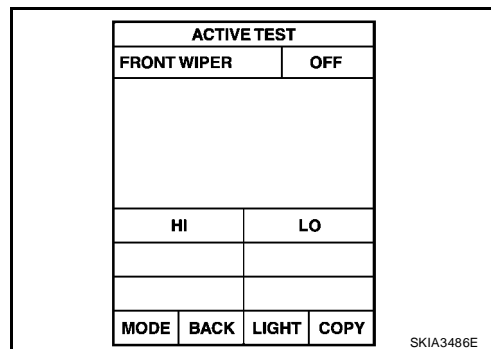 ACTIVE TEST
FRONT WIPER OFF
HI LO
MODE BACK LIGHT COPY
SKIA3486E